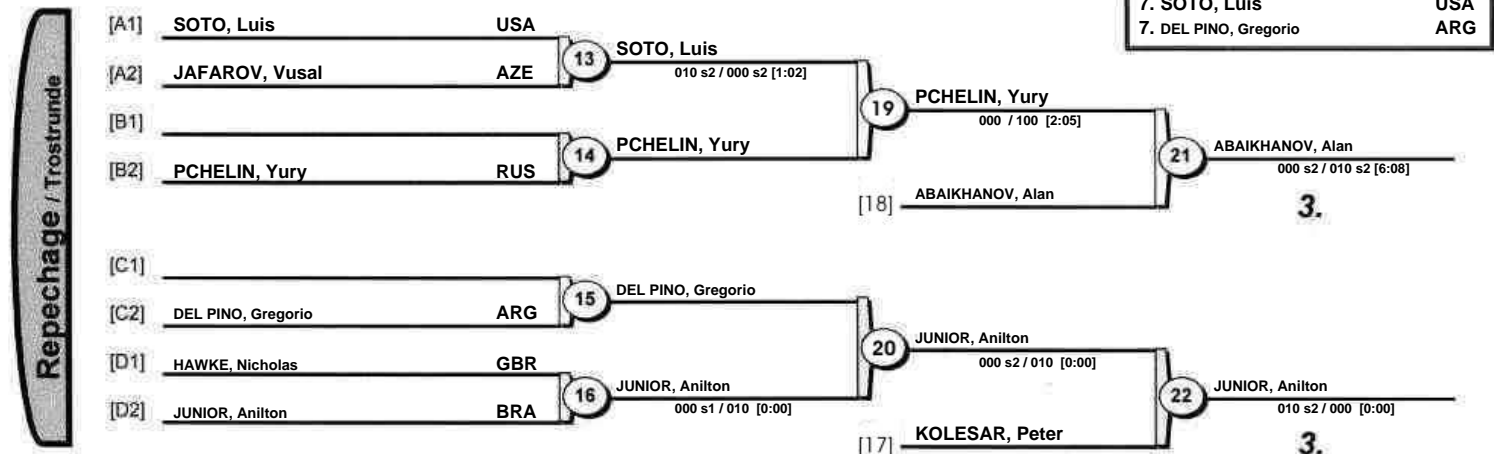 7. SOTO, Luis USA
7. DEL PINO, Gregorio ARG
Repechage / Trostrunde
[A1] SOTO, Luis USA
[A2] JAFAROV, Vusal AZE
13
SOTO, Luis
010 s2 / 000 s2 [1:02]
[B1]
[B2] PCHELIN, Yury RUS
14
PCHELIN, Yury
19
PCHELIN, Yury
000 / 100 [2:05]
[18] ABAIKHANOV, Alan
21
ABAIKHANOV, Alan
000 s2 / 010 s2 [6:08]
3.
[C1]
[C2] DEL PINO, Gregorio ARG
15
DEL PINO, Gregorio
[D1] HAWKE, Nicholas GBR
[D2] JUNIOR, Anilton BRA
16
JUNIOR, Anilton
000 s1 / 010 [0:00]
20
JUNIOR, Anilton
000 s2 / 010 [0:00]
[17] KOLESAR, Peter
22
JUNIOR, Anilton
010 s2 / 000 [0:00]
3.